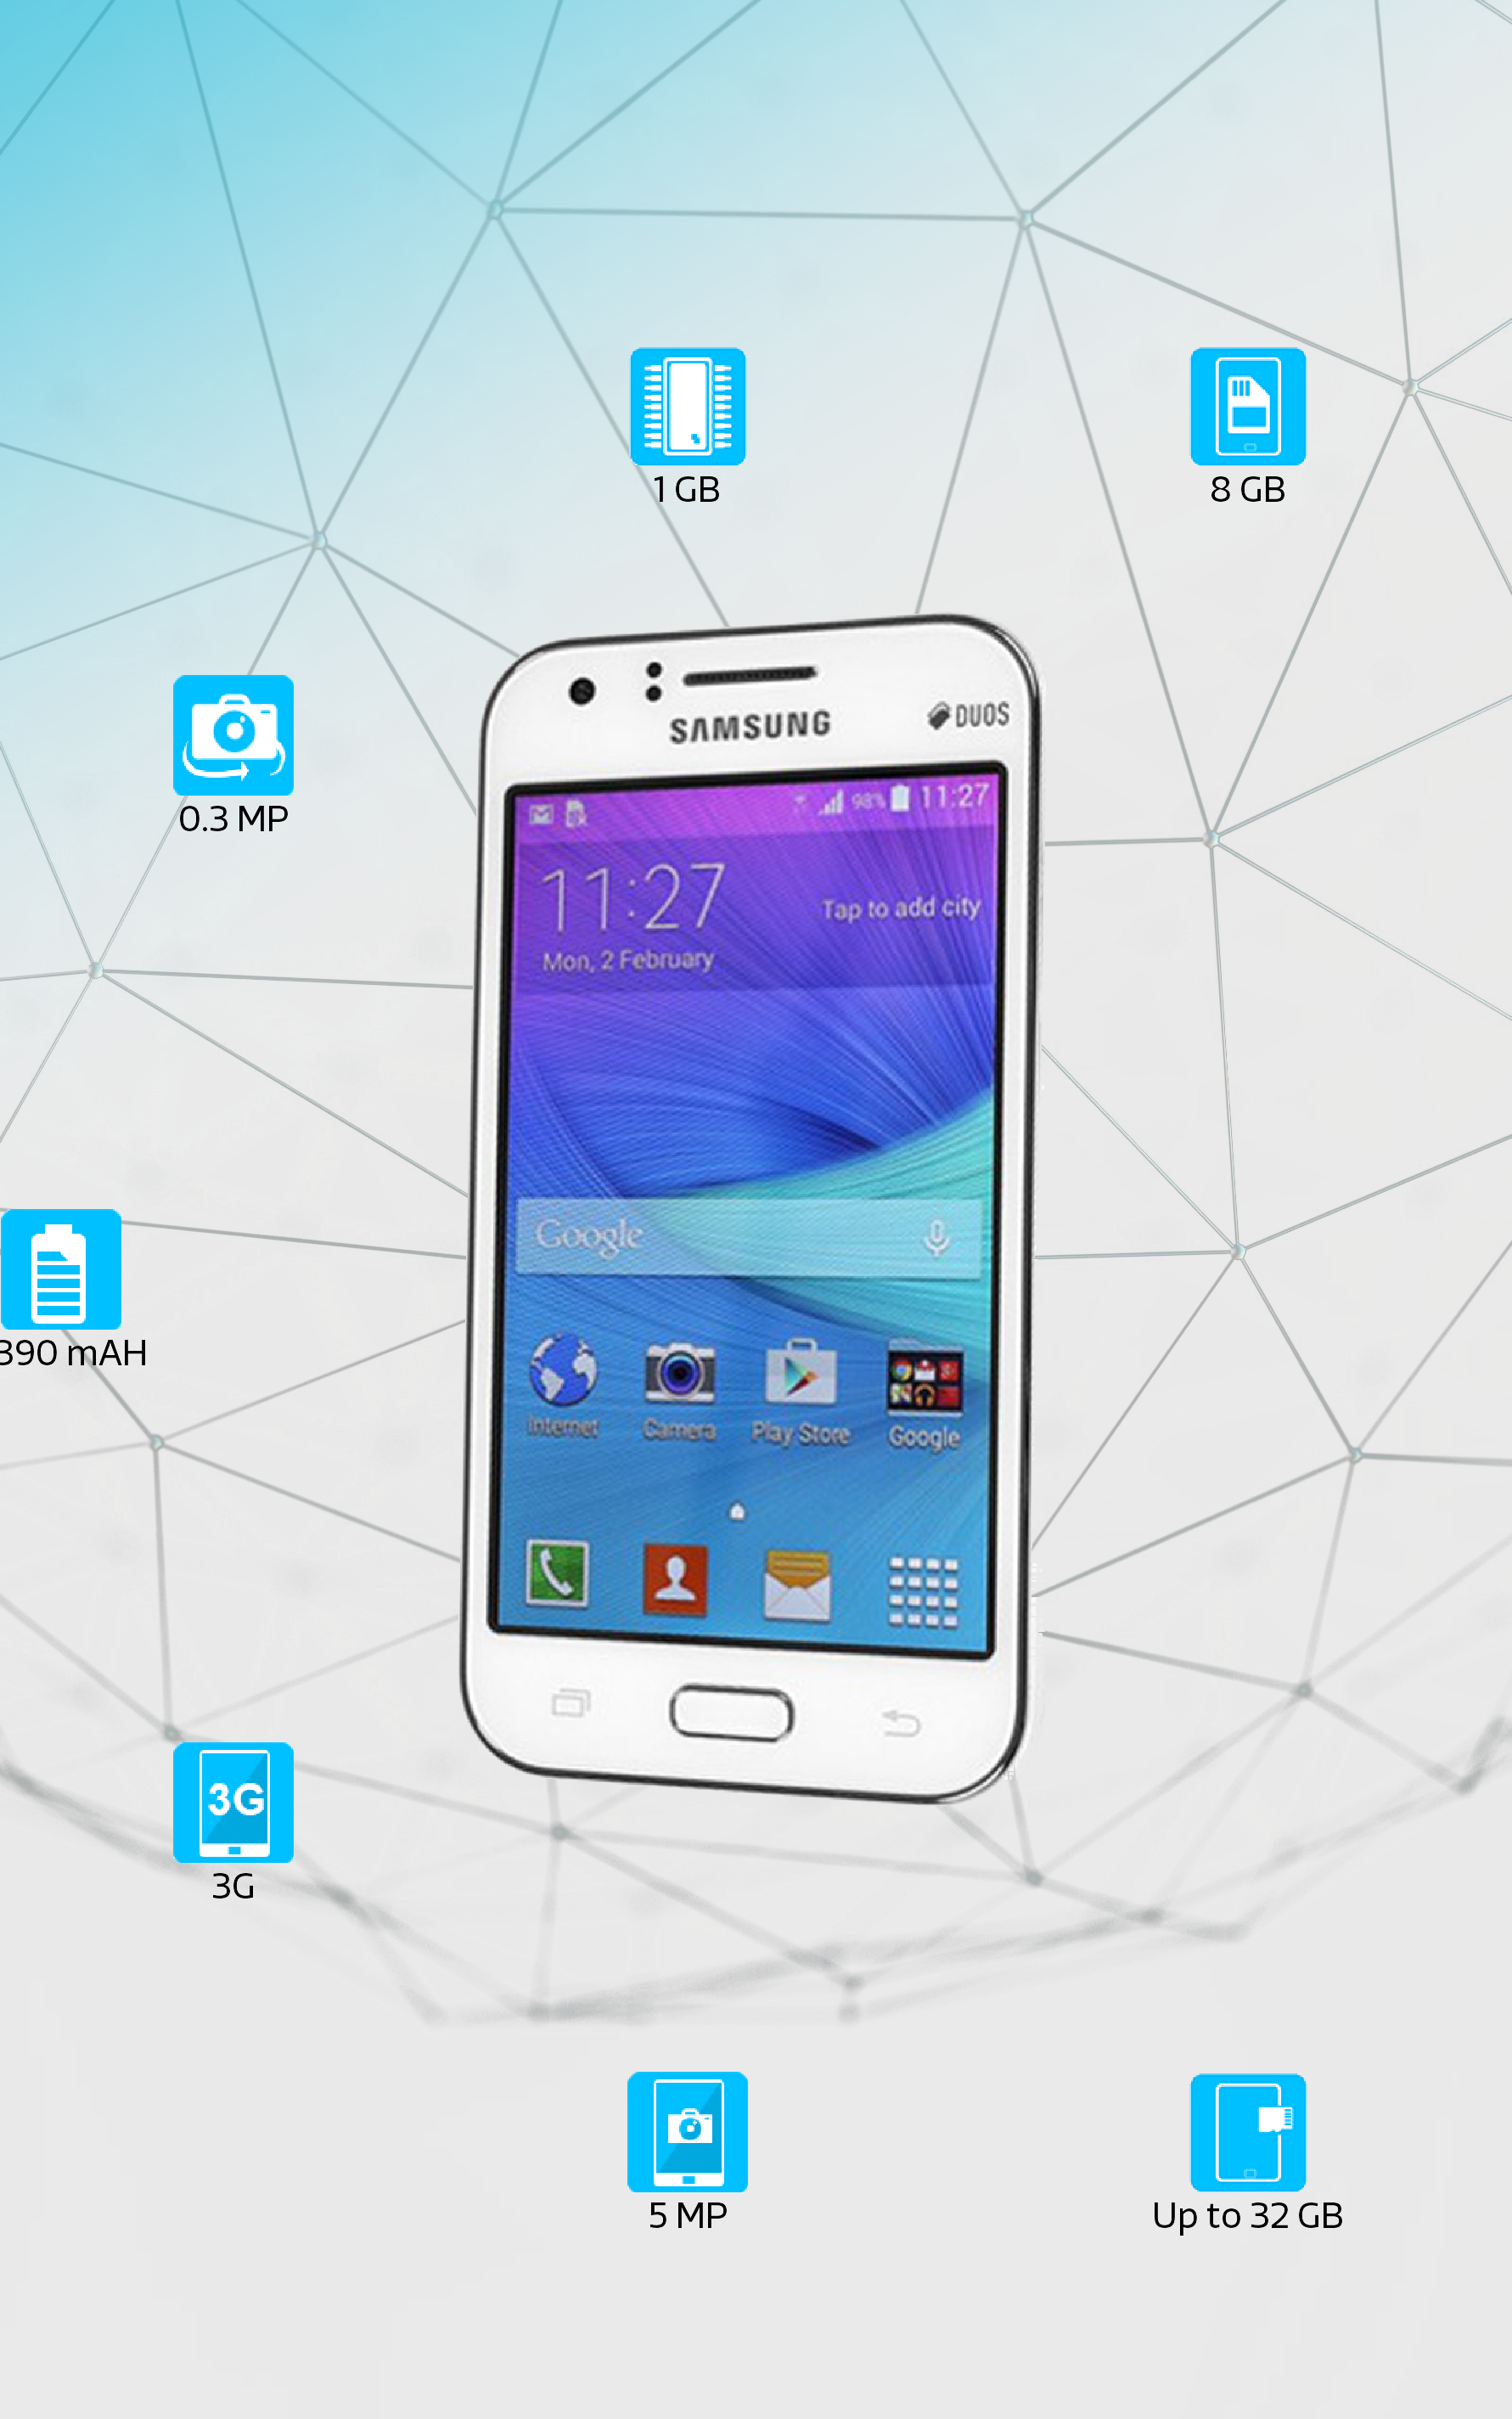 1 GB
8 GB
0.3 MP
SAMSUNG
DUOS
98% 11:27
11:27
Tap to add city
Mon, 2 February
Google
390 mAH
Internet
Camera
Play Store
Google
3G
3G
5 MP
Up to 32 GB